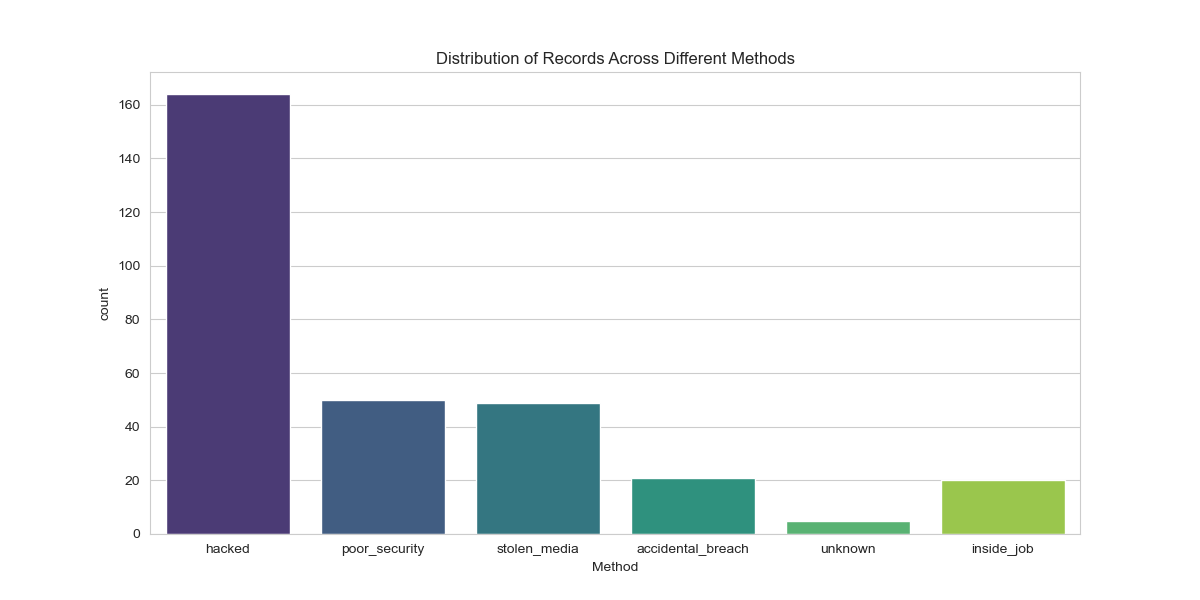 Distribution of Records Across Different Methods
160
140
120
100
80
60
40
20
0
count
hacked poor_security stolen_media accidental_breach unknown inside_job
Method